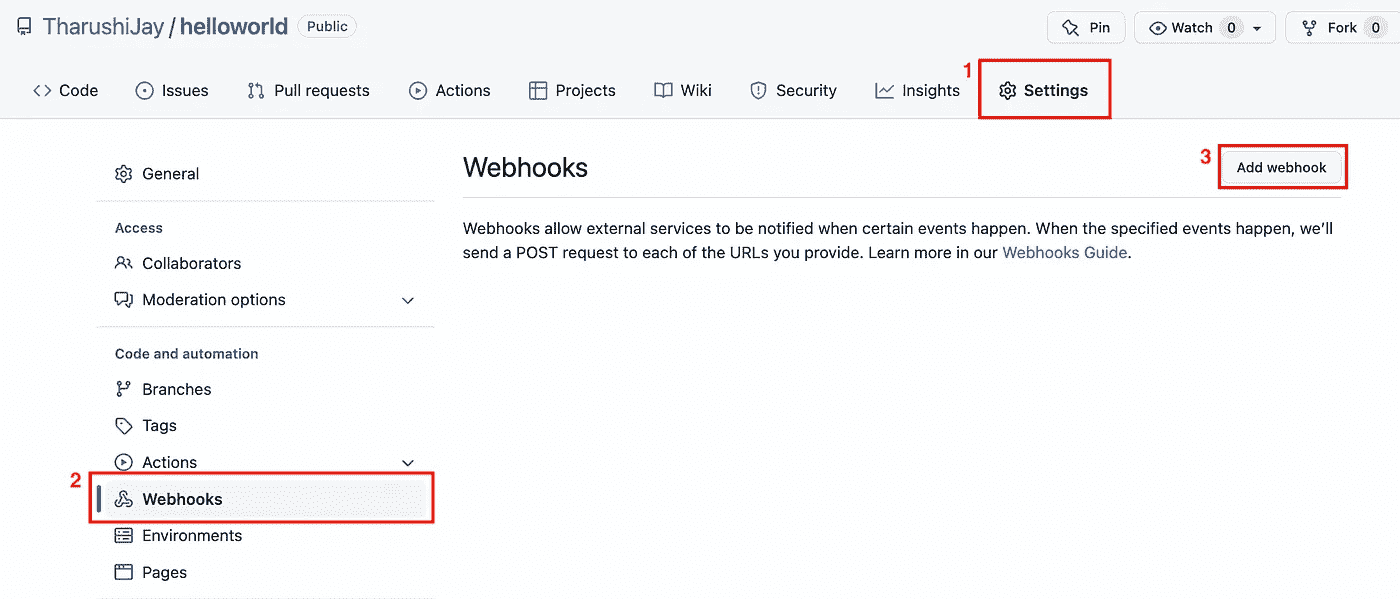 TharushiJay / helloworld Public
Pin
Watch 0
Fork 0
Code
Issues
Pull requests
Actions
Projects
Wiki
Security
Insights
1
Settings
General
Access
Collaborators
Moderation options
Code and automation
Branches
Tags
Actions
2
Webhooks
Environments
Pages
Webhooks
3
Add webhook
Webhooks allow external services to be notified when certain events happen. When the specified events happen, we’ll
send a POST request to each of the URLs you provide. Learn more in our Webhooks Guide.